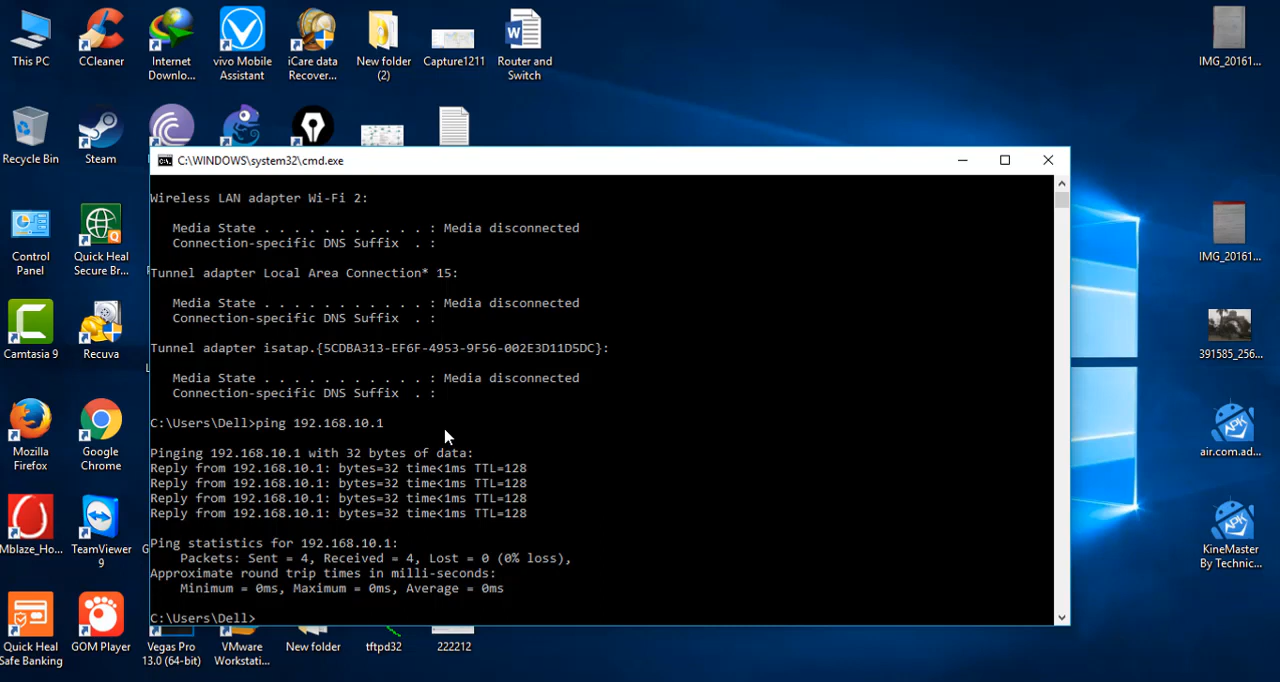 This PC
CCleaner
Internet
Downlo...
vivo Mobile
Assistant
iCare data
Recover...
New folder
(2)
Capture1211
Router and
Switch
IMG_20161...
Recycle Bin
Steam
C:\WINDOWS\system32\cmd.exe
Wireless LAN adapter Wi-Fi 2:
Media State . . . . . . . . . . . : Media disconnected
Connection-specific DNS Suffix  . :
Tunnel adapter Local Area Connection* 15:
Media State . . . . . . . . . . . : Media disconnected
Connection-specific DNS Suffix  . :
Tunnel adapter isatap.{5CDBA313-EF6F-4953-9F56-002E3D11D5DC}:
Media State . . . . . . . . . . . : Media disconnected
Connection-specific DNS Suffix  . :
C:\Users\Dell>ping 192.168.10.1
Pinging 192.168.10.1 with 32 bytes of data:
Reply from 192.168.10.1: bytes=32 time<1ms TTL=128
Reply from 192.168.10.1: bytes=32 time<1ms TTL=128
Reply from 192.168.10.1: bytes=32 time<1ms TTL=128
Reply from 192.168.10.1: bytes=32 time<1ms TTL=128
Ping statistics for 192.168.10.1:
Packets: Sent = 4, Received = 4, Lost = 0 (0% loss),
Approximate round trip times in milli-seconds:
Minimum = 0ms, Maximum = 0ms, Average = 0ms
C:\Users\Dell>
Control
Panel
Quick Heal
Secure Br...
IMG_20161...
Camtasia 9
Recuva
391585_256...
Mozilla
Firefox
Google
Chrome
air.com.ad...
Mblaze_Ho...
TeamViewer
9
KineMaster
By Technic...
Quick Heal
Safe Banking
GOM Player
Vegas Pro
13.0 (64-bit)
VMware
Workstati...
New folder
tftpd32
222212